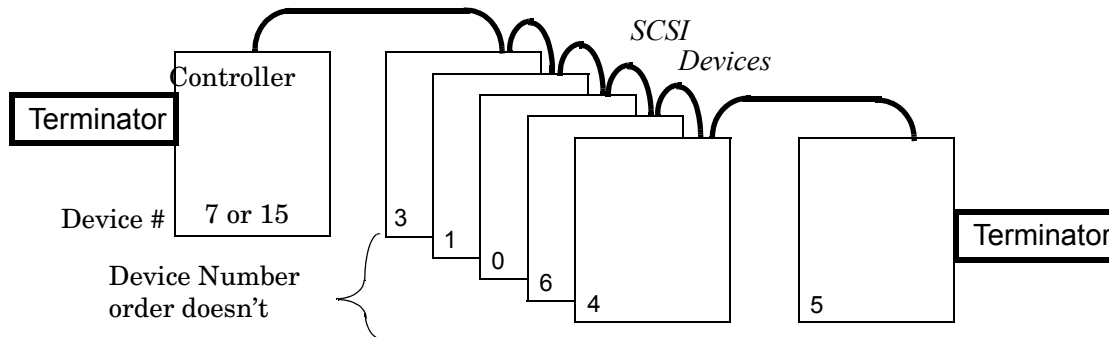 SCSI
Devices
Controller
Terminator
Device #
7 or 15
3
1
0
6
4
5
Terminator
Device Number
order doesn't